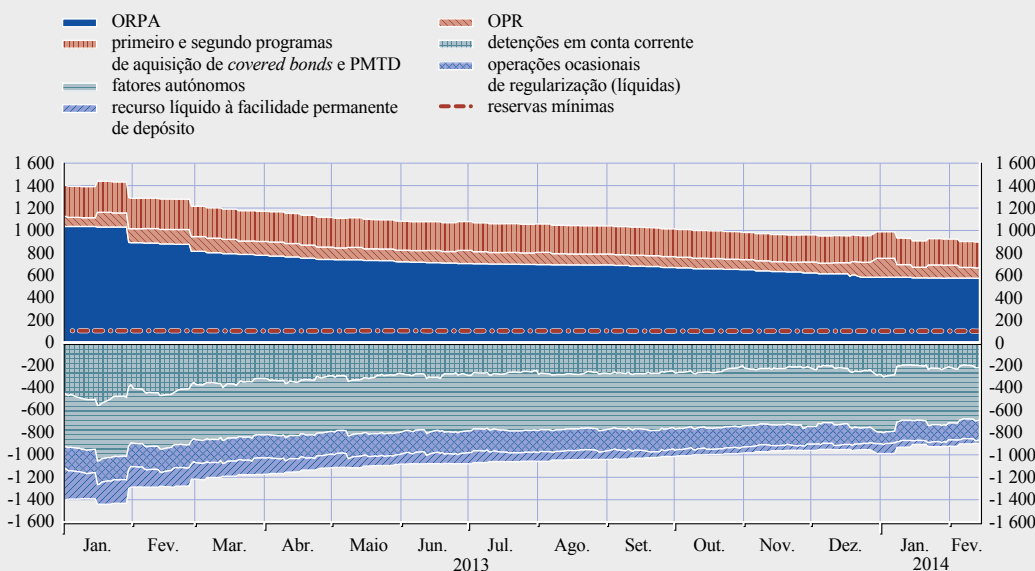 ORPA
primeiro e segundo programas
de aquisição de covered bonds e PMTD
fatores autónomos
recurso líquido à facilidade permanente
de depósito
OPR
detenções em conta corrente
operações ocasionais
de regularização (líquidas)
reservas mínimas
1 600
1 400
1 200
1 000
800
600
400
200
0
-200
-400
-600
-800
-1 000
-1 200
-1 400
-1 600
1 600
1 400
1 200
1 000
800
600
400
200
0
-200
-400
-600
-800
-1 000
-1 200
-1 400
-1 600
Jan. Fev. Mar. Abr. Maio Jun. Jul. Ago. Set. Out. Nov. Dez. Jan. Fev.
2013 2014